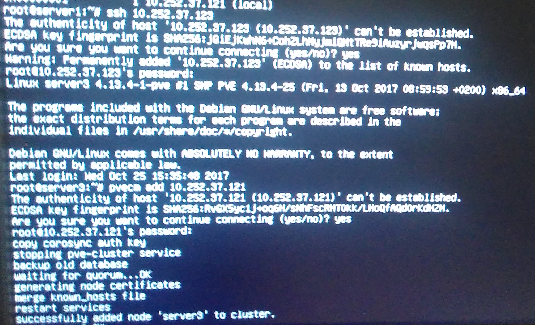 1 10.252.37.121 (local)
root@server1:~# ssh 10.252.37.123
The authenticity of host '10.252.37.123 (10.252.37.123)' can't be established.
ECDSA key fingerprint is
Are you sure you want to continue connecting (yes/no)? yes
Warning: Permanently added '10.252.37.123' (ECDSA) to the list of known hosts.
root@10.252.37.123's password:
Linux server3 4.13.4-1-pve #1 SMP PVE 4.13.4-25 (Fri, 13 Oct 2017 08:59:53 +0200) x86_64
The programs included with the Debian GNU/Linux system are free software;
the exact distribution terms for each program are described in the
individual files in /usr/share/doc/*/copyright.
Debian GNU/Linux comes with ABSOLUTELY NO WARRANTY, to the extent
permitted by applicable law.
Last login: Wed Oct 25 15:35:48 2017
root@server3:~# pvecm add 10.252.37.121
The authenticity of host '10.252.37.121 (10.252.37.121)' can't be established.
ECDSA key fingerprint is
Are you sure you want to continue connecting (yes/no)? yes
root@10.252.37.121's password:
copy corosync auth key
stopping pve-cluster service
backup old database
waiting for quorum...OK
generating node certificates
merge known_hosts file
restart services
successfully added node 'server3' to cluster.